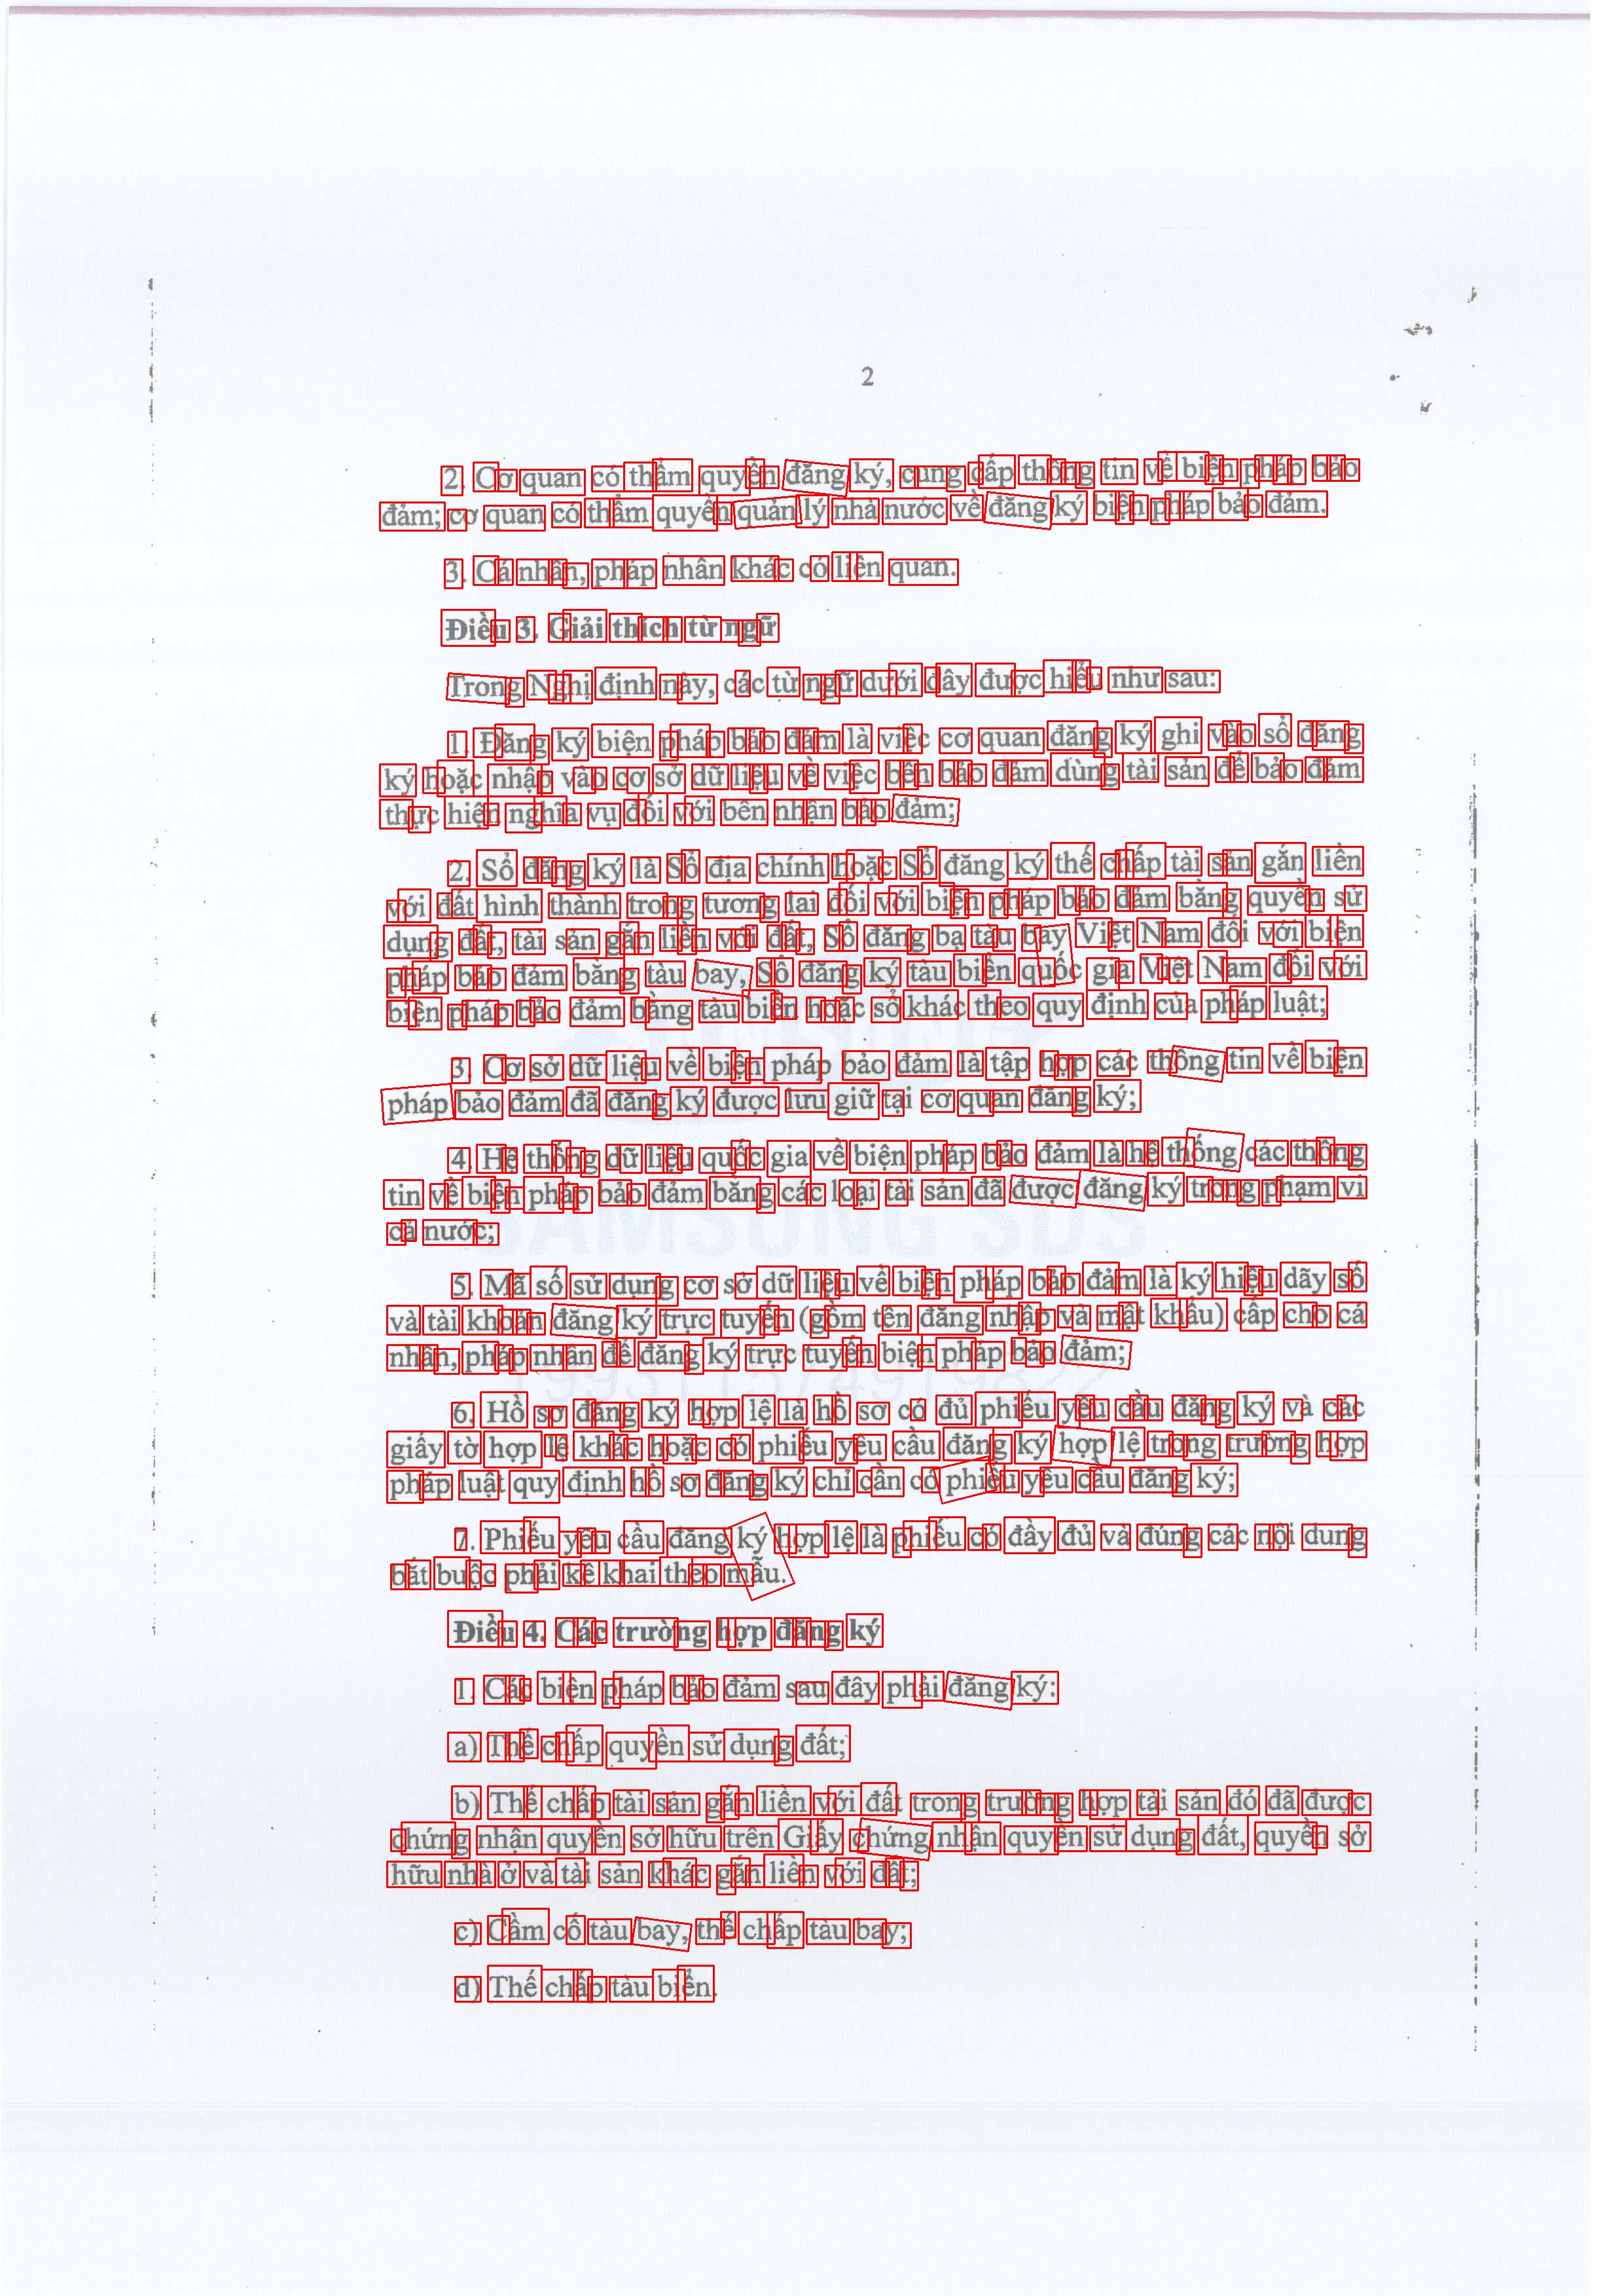 2
2. Cơ quan có thẩm quyền đăng ký, cung cấp thông tin về biện pháp bảo
đảm; cơ quan có thẩm quyền quản lý nhà nước về đăng ký biện pháp bảo đảm.
3. Cá nhân, pháp nhân khác có liên quan.
Điều 3. Giải thích từ ngữ
Trong Nghị định này, các từ ngữ dưới đây được hiểu như sau:
1. Đăng ký biện pháp bảo đảm là việc cơ quan đăng ký ghi vào sổ đăng
ký hoặc nhập vào cơ sở dữ liệu về việc bên bảo đảm dùng tài sản để bảo đảm
thực hiện nghĩa vụ đối với bên nhận bảo đảm;
2. Sổ đăng ký là Sổ địa chính hoặc Sổ đăng ký thế chấp tài sản gắn liền
với đất hình thành trong tương lai đối với biện pháp bảo đảm bằng quyền sử
dụng đất, tài sản gắn liền với đất, Sổ đăng bạ tàu bay Việt Nam đối với biện
pháp bảo đảm bằng tàu bay, Sổ đăng ký tàu biển quốc gia Việt Nam đối với
biện pháp bảo đảm bằng tàu biển hoặc sổ khác theo quy định của pháp luật;
3. Cơ sở dữ liệu về biện pháp bảo đảm là tập hợp các thông tin về biện
pháp bảo đảm đã đăng ký được lưu giữ tại cơ quan đăng ký;
4. Hệ thống dữ liệu quốc gia về biện pháp bảo đảm là hệ thống các thông
tin về biện pháp bảo đảm bằng các loại tài sản đã được đăng ký trong phạm vi
cả nước;
SAMSUNG SDS
5. Mã số sử dụng cơ sở dữ liệu về biện pháp bảo đảm là ký hiệu dãy số
và tài khoản đăng ký trực tuyến (gồm tên đăng nhập và mật khẩu) cấp cho cá
nhân, pháp nhân để đăng ký trực tuyến biện pháp bảo đảm;
6. Hồ sơ đăng ký hợp lệ là hồ sơ có đủ phiếu yêu cầu đăng ký và các
giấy tờ hợp lệ khác hoặc có phiếu yêu cầu đăng ký hợp lệ trong trường hợp
pháp luật quy định hồ sơ đăng ký chỉ cần có phiếu yêu cầu đăng ký;
7. Phiếu yêu cầu đăng ký hợp lệ là phiếu có đầy đủ và đúng các nội dung
bắt buộc phải kê khai theo mẫu.
Điều 4. Các trường hợp đăng ký
1. Các biện pháp bảo đảm sau đây phải đăng ký:
a) Thế chấp quyền sử dụng đất;
b) Thế chấp tài sản gắn liền với đất trong trường hợp tài sản đó đã được
chứng nhận quyền sở hữu trên Giấy chứng nhận quyền sử dụng đất, quyền sở
hữu nhà ở và tài sản khác gắn liền với đất;
c) Cầm cố tàu bay, thế chấp tàu bay;
d) Thế chấp tàu biển.